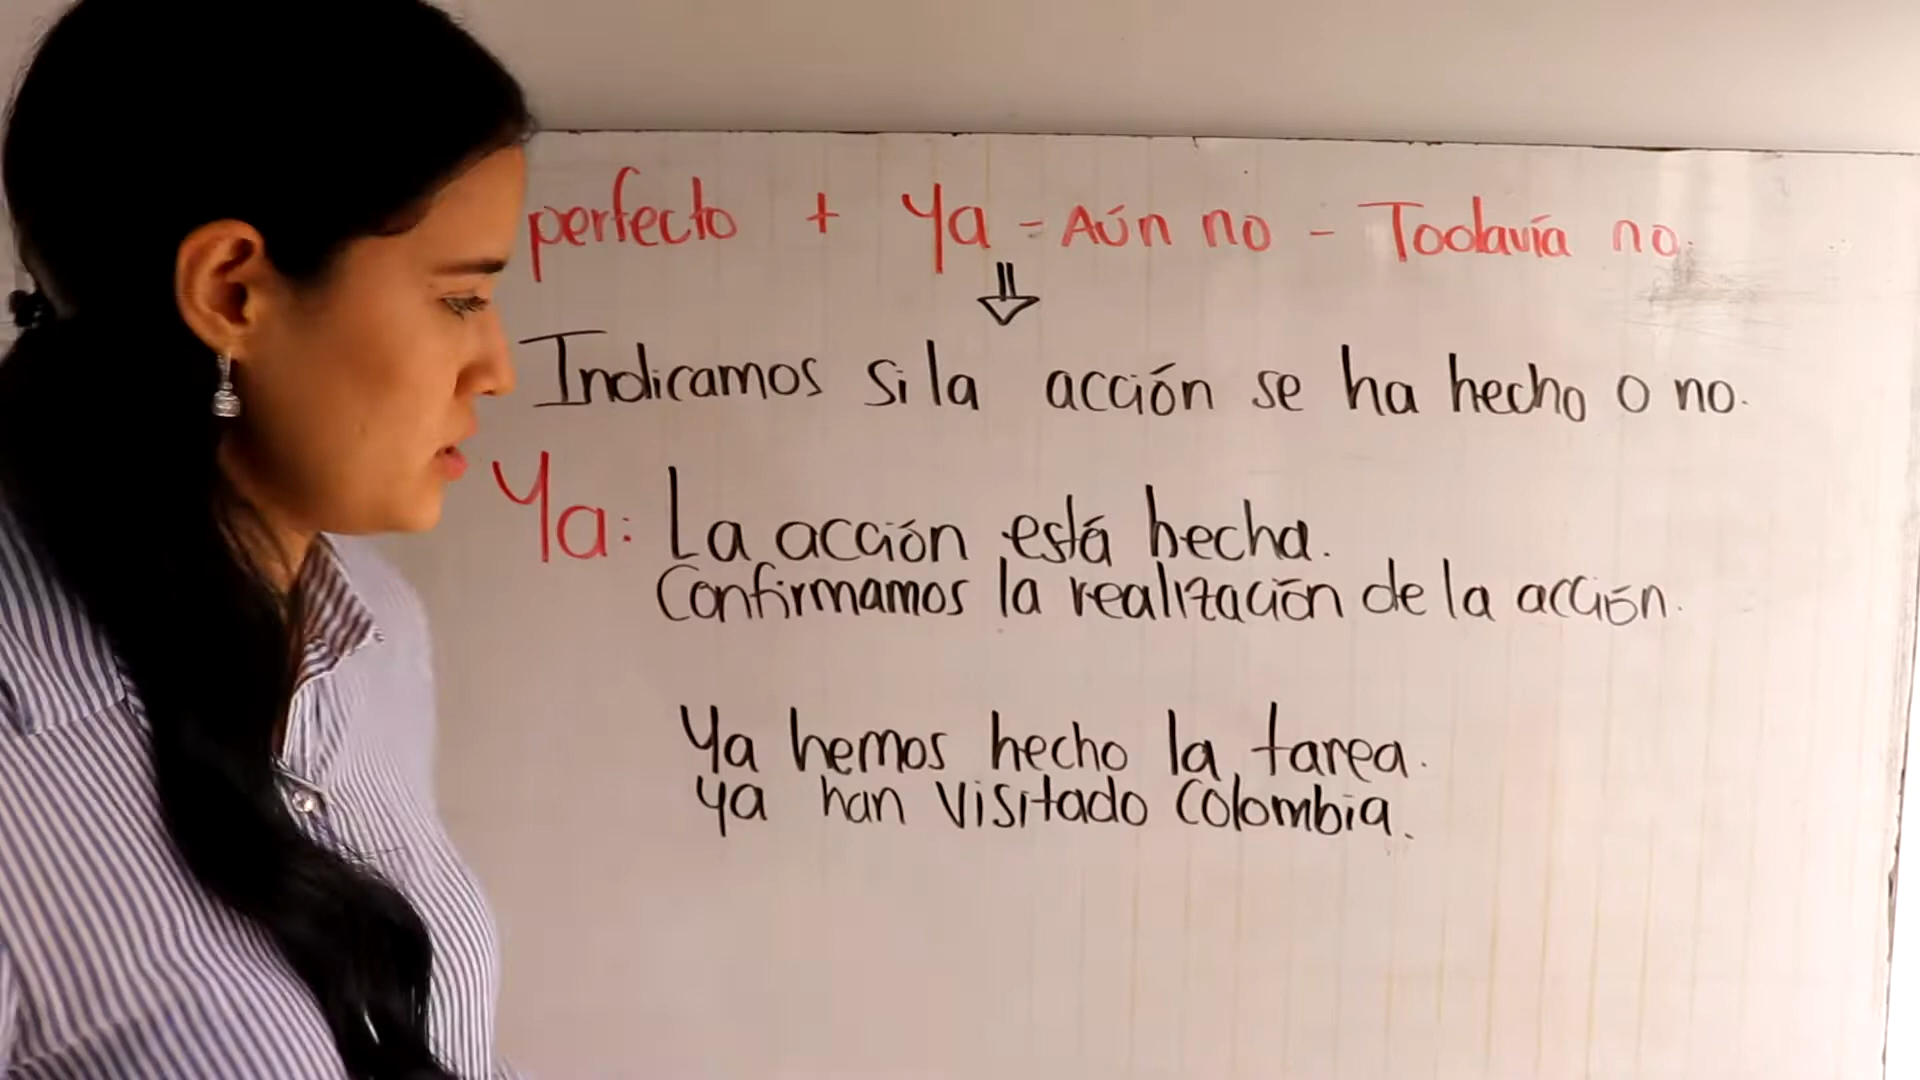 perfecto + Ya - Aún no - Todavía no.
Indicamos si la acción se ha hecho o no.
Ya: La acción está hecha.
Confirmamos la realización de la acción.
Ya hemos hecho la tarea.
Ya han visitado Colombia.